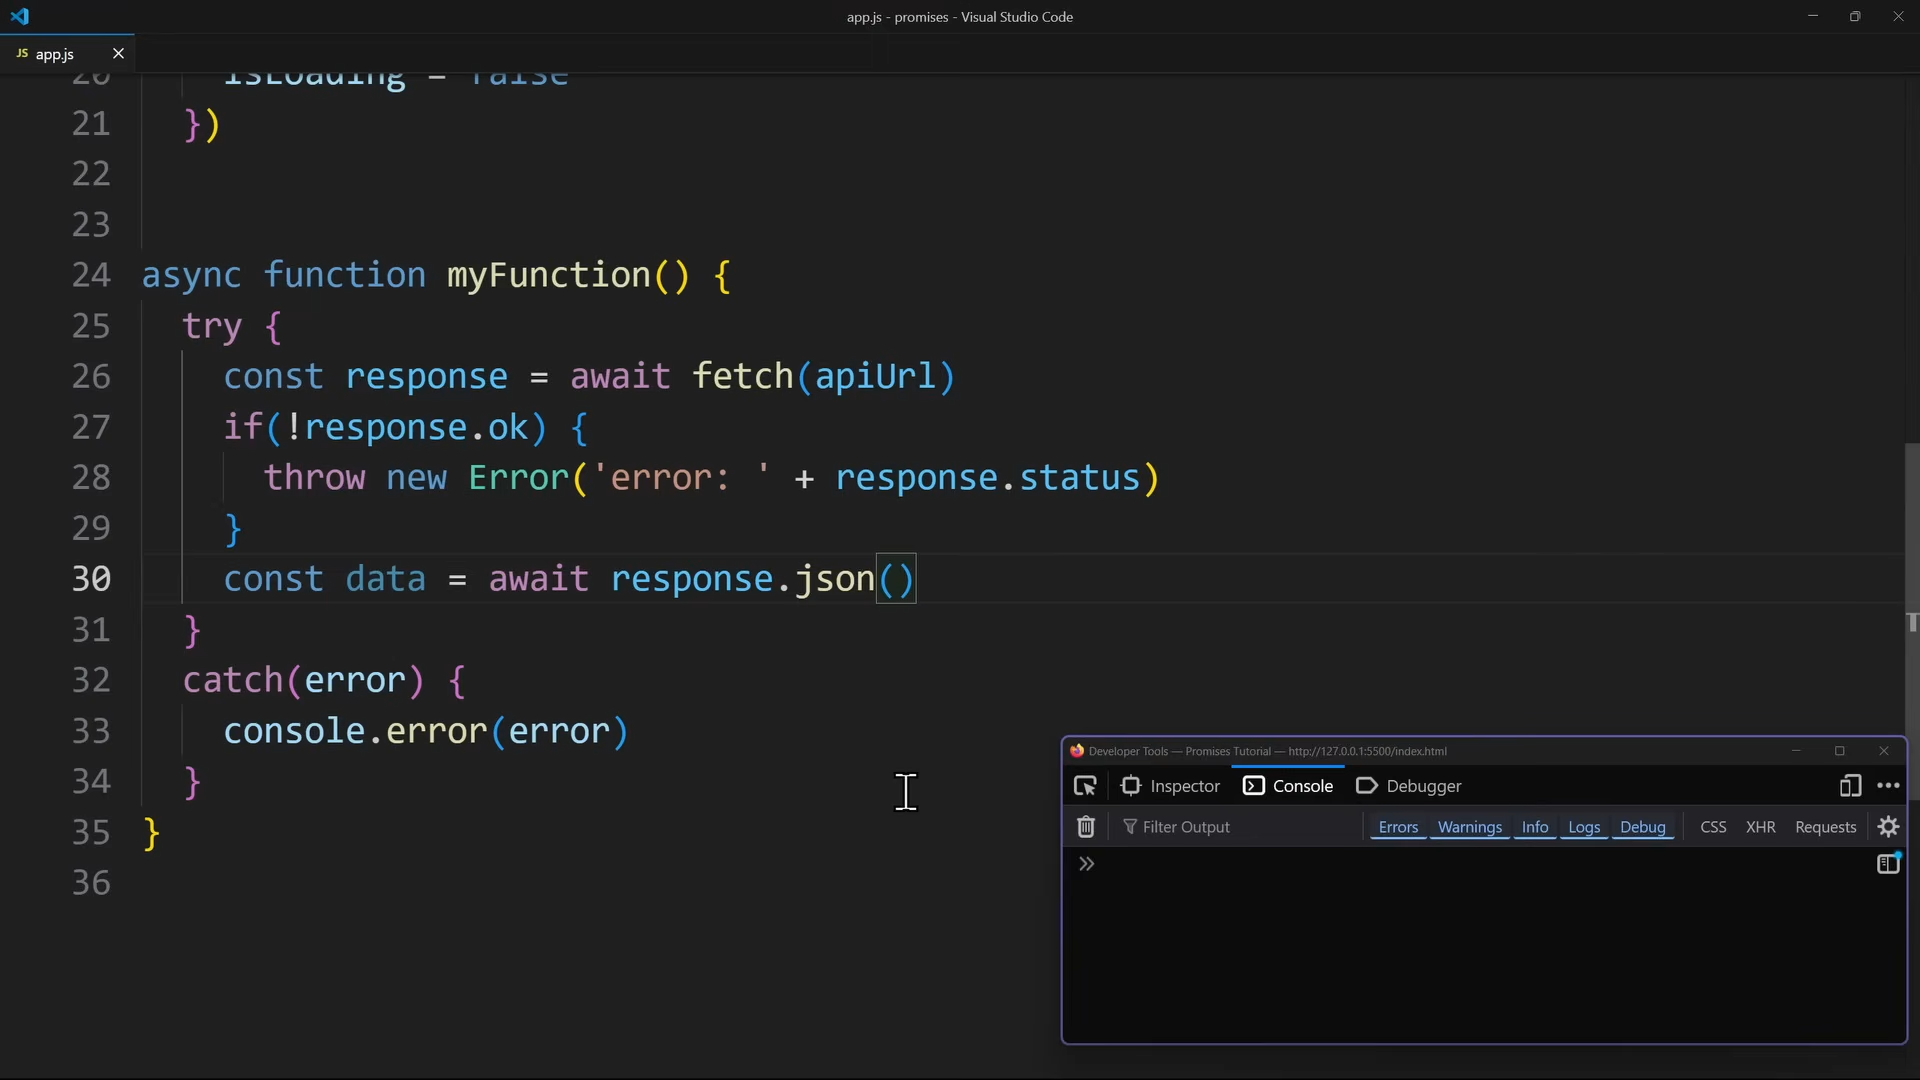 app.js - promises - Visual Studio Code
JS app.js
20 isLoading = false
21 })
22
23
24 async function myFunction() {
25 try {
26 const response = await fetch(apiUrl)
27 if(!response.ok) {
28 throw new Error('error: ' + response.status)
29 }
30 const data = await response.json()
31 }
32 catch(error) {
33 console.error(error)
34 }
35 }
36
Developer Tools — Promises Tutorial — http://127.0.0.1:5500/index.html
Inspector Console Debugger
Filter Output Errors Warnings Info Logs Debug CSS XHR Requests